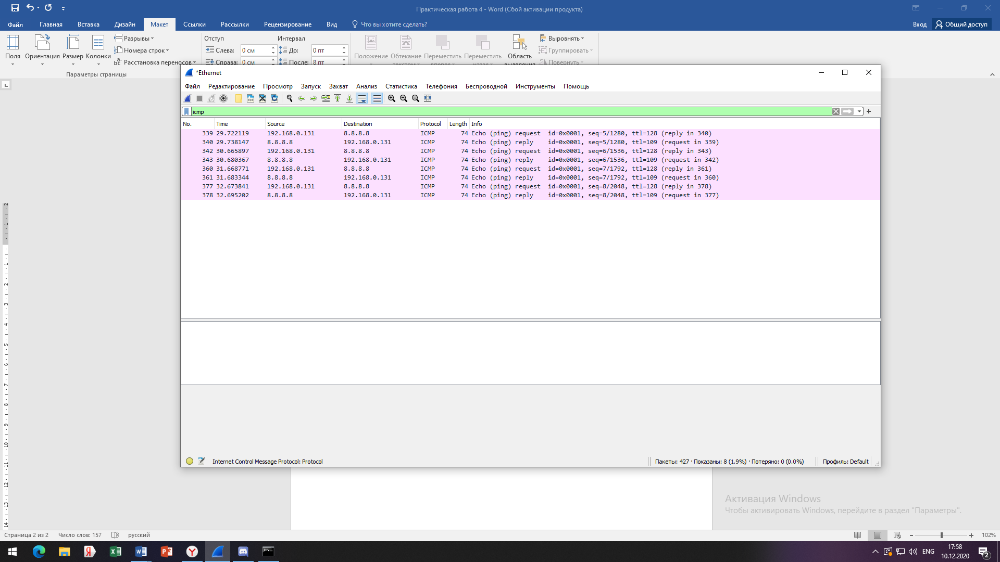 Практическая работа 4 - Word (Сбой активации продукта)
Файл Главная Вставка Дизайн Макет Ссылки Рассылки Рецензирование Вид Что вы хотите сделать? Вход Общий доступ
Разрывы Отступ Интервал Выровнять
Номера строк Слева: 0 см До: 0 пт Группировать
Поля Ориентация Размер Колонки Положение Обтекание Переместить Переместить Область
Расстановка переносов Справа: 0 см После: 8 пт текстом вперед назад выделения Повернуть
Параметры страницы
*Ethernet
Файл Редактирование Просмотр Запуск Захват Анализ Статистика Телефония Беспроводной Инструменты Помощь
icmp
No. Time Source Destination Protocol Length Info
339 29.722119 192.168.0.131 8.8.8.8 ICMP 74 Echo (ping) request id=0x0001, seq=5/1280, ttl=128 (reply in 340)
340 29.738147 8.8.8.8 192.168.0.131 ICMP 74 Echo (ping) reply id=0x0001, seq=5/1280, ttl=109 (request in 339)
342 30.665897 192.168.0.131 8.8.8.8 ICMP 74 Echo (ping) request id=0x0001, seq=6/1536, ttl=128 (reply in 343)
343 30.680367 8.8.8.8 192.168.0.131 ICMP 74 Echo (ping) reply id=0x0001, seq=6/1536, ttl=109 (request in 342)
360 31.668771 192.168.0.131 8.8.8.8 ICMP 74 Echo (ping) request id=0x0001, seq=7/1792, ttl=128 (reply in 361)
361 31.683344 8.8.8.8 192.168.0.131 ICMP 74 Echo (ping) reply id=0x0001, seq=7/1792, ttl=109 (request in 360)
377 32.673841 192.168.0.131 8.8.8.8 ICMP 74 Echo (ping) request id=0x0001, seq=8/2048, ttl=128 (reply in 378)
378 32.695202 8.8.8.8 192.168.0.131 ICMP 74 Echo (ping) reply id=0x0001, seq=8/2048, ttl=109 (request in 377)
Internet Control Message Protocol: Protocol Пакеты: 427 · Показаны: 8 (1.9%) · Потеряно: 0 (0.0%) Профиль: Default
Активация Windows
Чтобы активировать Windows, перейдите в раздел "Параметры".
Страница 2 из 2 Число слов: 157 русский 102%
ENG 17:58
10.12.2020 2